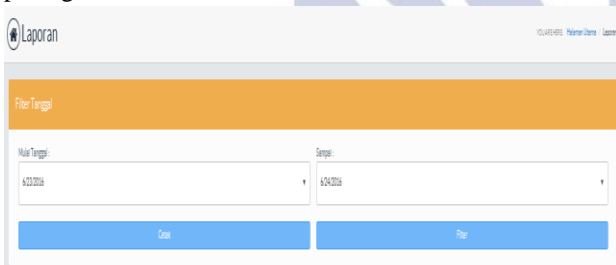 Laporan
YOU ARE HERE: Halaman Utama / Laporan
Filter Tanggal
Mulai Tanggal :
Sampai :
6/23/2016
6/24/2016
Cetak
Filter